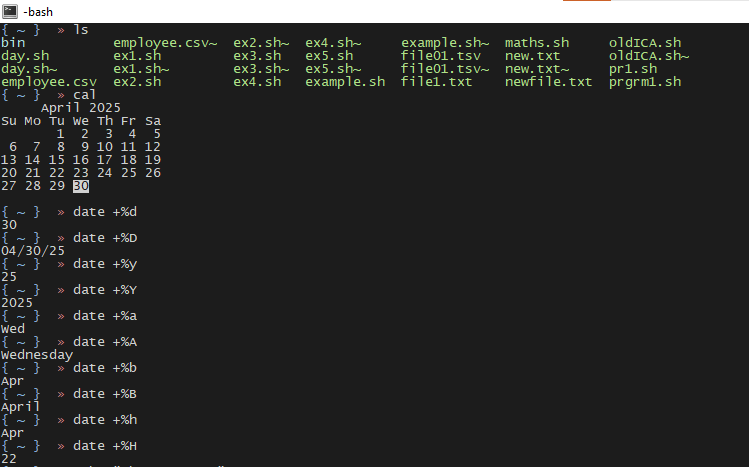 -bash
{ ~ }  » ls
bin           employee.csv~  ex2.sh~  ex4.sh~     example.sh~  maths.sh      oldICA.sh
day.sh        ex1.sh         ex3.sh   ex5.sh      file01.tsv   new.txt       oldICA.sh~
day.sh~       ex1.sh~        ex3.sh~  ex5.sh~     file01.tsv~  new.txt~      pr1.sh
employee.csv  ex2.sh         ex4.sh   example.sh  file1.txt    newfile.txt   prgrm1.sh
{ ~ }  » cal
     April 2025
Su Mo Tu We Th Fr Sa
       1  2  3  4  5
 6  7  8  9 10 11 12
13 14 15 16 17 18 19
20 21 22 23 24 25 26
27 28 29 30
{ ~ }  » date +%d
30
{ ~ }  » date +%D
04/30/25
{ ~ }  » date +%y
25
{ ~ }  » date +%Y
2025
{ ~ }  » date +%a
Wed
{ ~ }  » date +%A
Wednesday
{ ~ }  » date +%b
Apr
{ ~ }  » date +%B
April
{ ~ }  » date +%h
Apr
{ ~ }  » date +%H
22